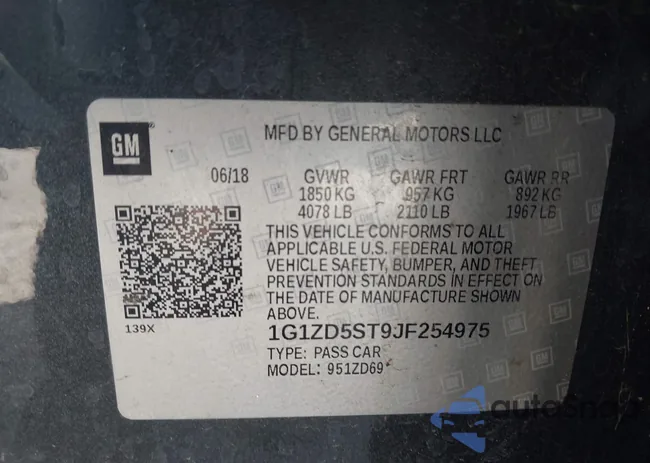 GM
MFD BY GENERAL MOTORS LLC
06/18 GVWR GAWR FRT GAWR RR
1850 KG 957 KG 892 KG
4078 LB 2110 LB 1967 LB
THIS VEHICLE CONFORMS TO ALL
APPLICABLE U.S. FEDERAL MOTOR
VEHICLE SAFETY, BUMPER, AND THEFT
PREVENTION STANDARDS IN EFFECT ON
THE DATE OF MANUFACTURE SHOWN
ABOVE.
139X
1G1ZD5ST9JF254975
TYPE: PASS CAR
MODEL: 951ZD69
autosnap